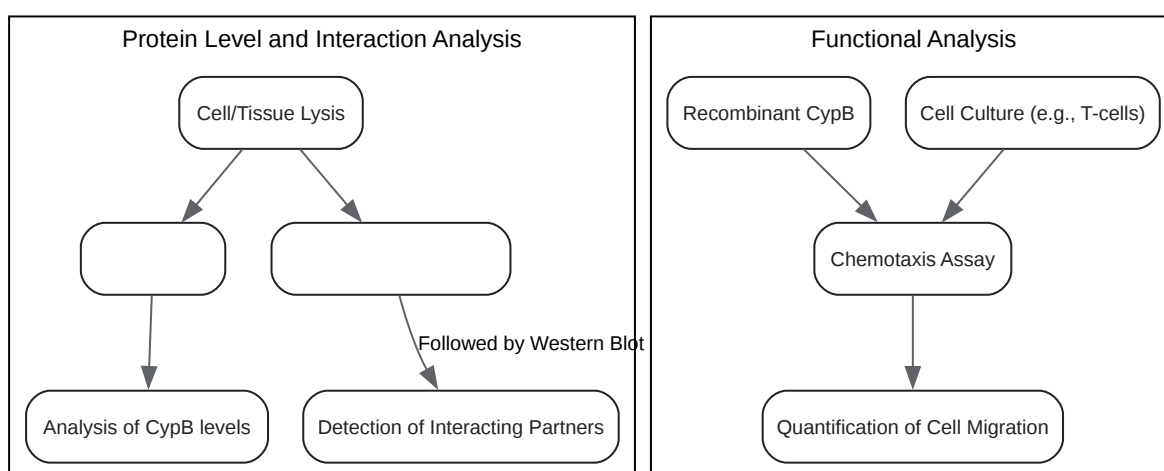 Protein Level and Interaction Analysis
Cell/Tissue Lysis
Followed by Western Blot
Analysis of CypB levels
Detection of Interacting Partners
Functional Analysis
Recombinant CypB
Cell Culture (e.g., T-cells)
Chemotaxis Assay
Quantification of Cell Migration